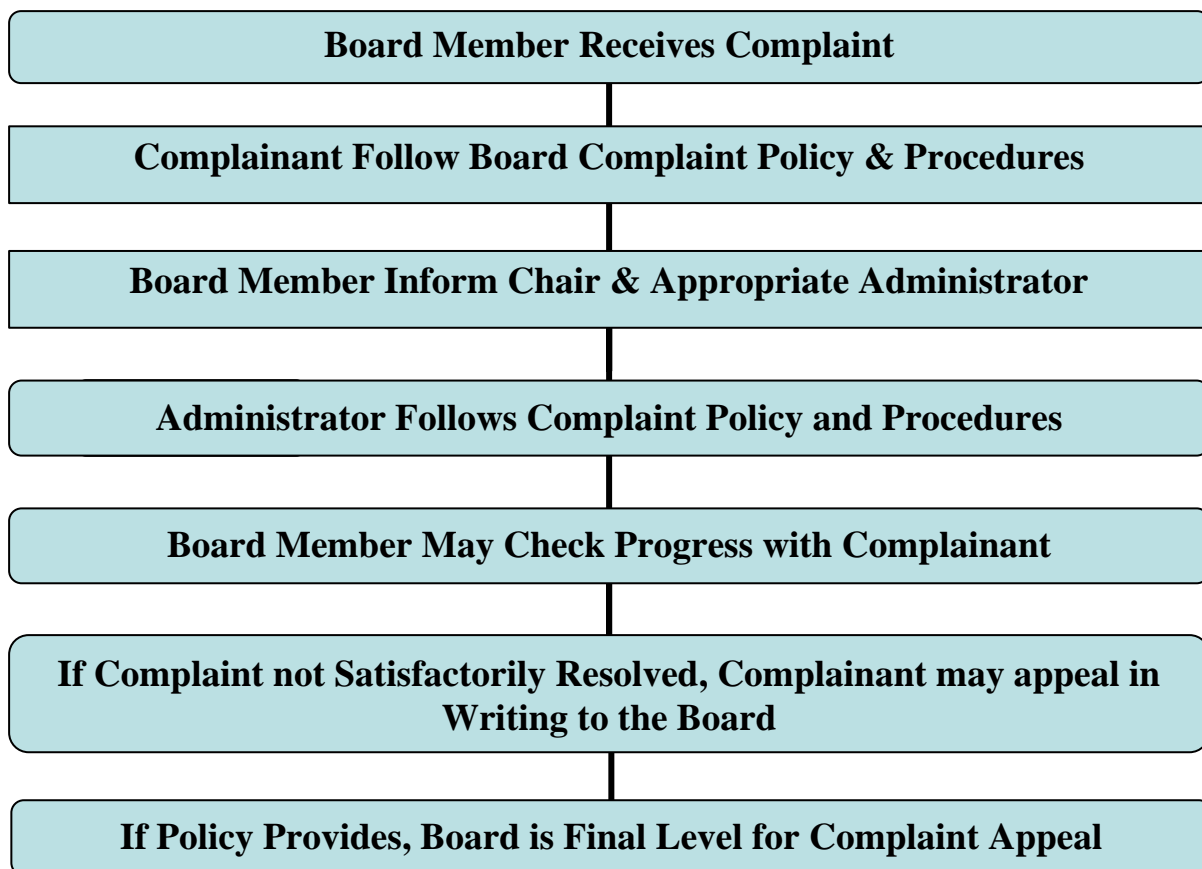 Board Member Receives Complaint
Complainant Follow Board Complaint Policy & Procedures
Board Member Inform Chair & Appropriate Administrator
Administrator Follows Complaint Policy and Procedures
Board Member May Check Progress with Complainant
If Complaint not Satisfactorily Resolved, Complainant may appeal in
Writing to the Board
If Policy Provides, Board is Final Level for Complaint Appeal